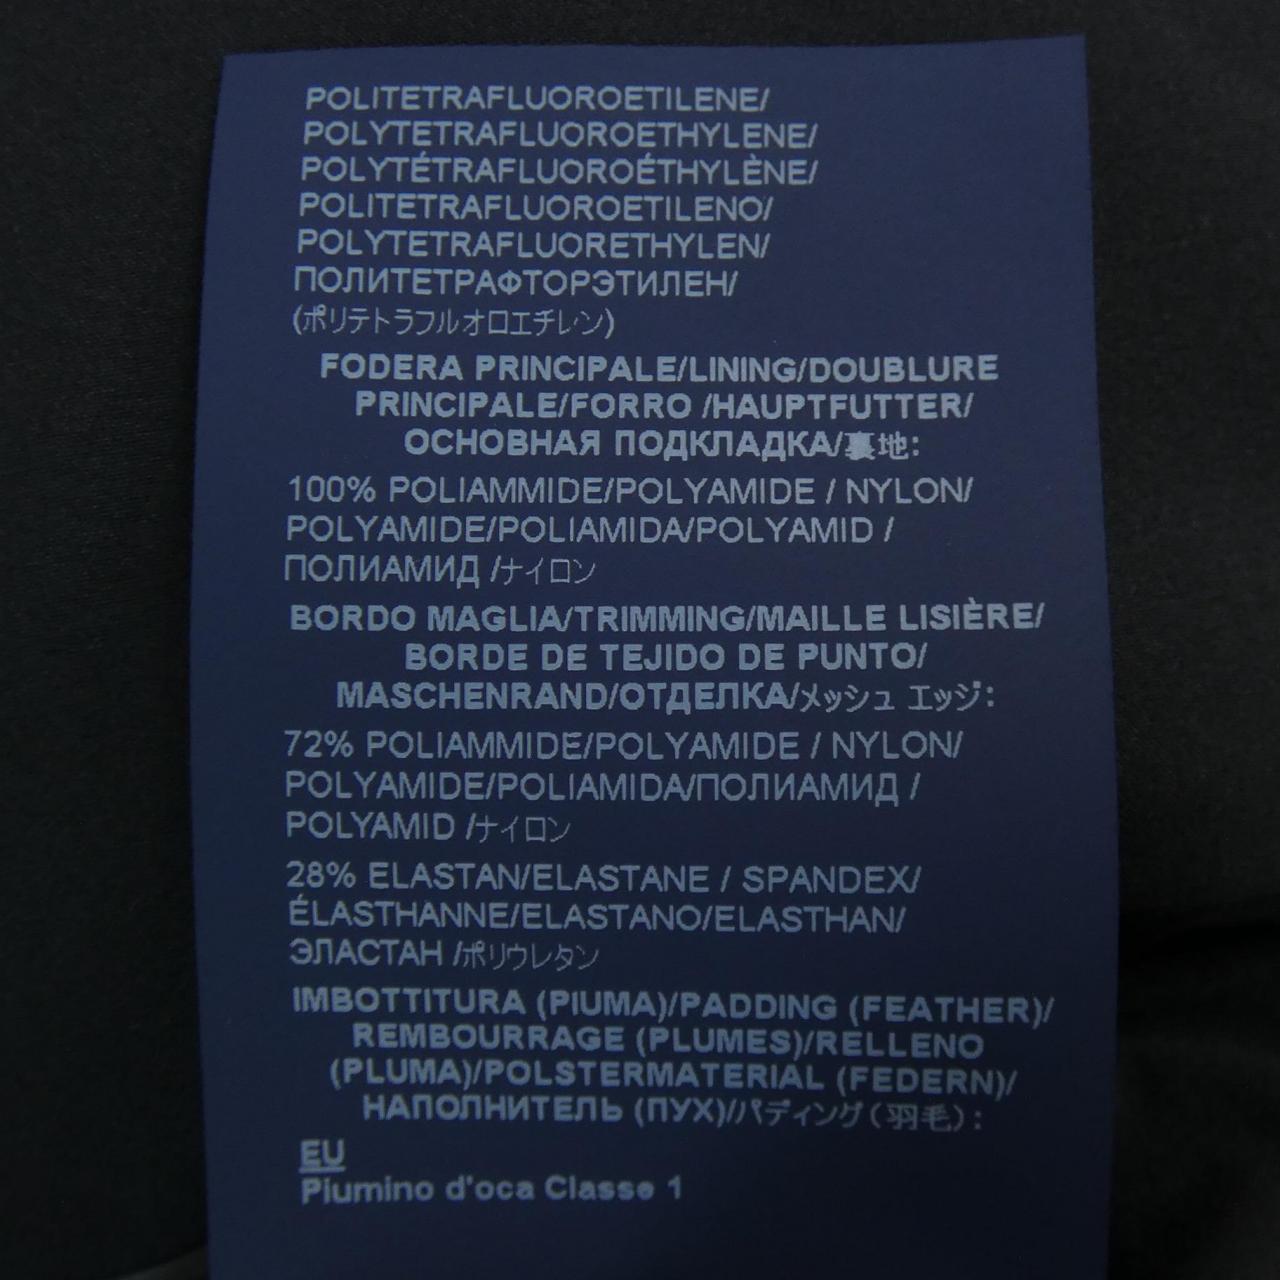 POLITETRAFLUOROETILENE/
POLYTETRAFLUOROETHYLENE/
POLYTÉTRAFLUOROÉTHYLÈNE/
POLITETRAFLUOROETILENO/
POLYTETRAFLUORETHYLEN/
ПОЛИТЕТРАФТОРЭТИЛЕН/
(ポリテトラフルオロエチレン)
FODERA PRINCIPALE/LINING/DOUBLURE
PRINCIPALE/FORRO /HAUPTFUTTER/
ОСНОВНАЯ ПОДКЛАДКА/裏地:
100% POLIAMMIDE/POLYAMIDE / NYLON/
POLYAMIDE/POLIAMIDA/POLYAMID /
ПОЛИАМИД /ナイロン
BORDO MAGLIA/TRIMMING/MAILLE LISIÈRE/
BORDE DE TEJIDO DE PUNTO/
MASCHENRAND/ОТДЕЛКА/メッシュ エッジ:
72% POLIAMMIDE/POLYAMIDE / NYLON/
POLYAMIDE/POLIAMIDA/ПОЛИАМИД /
POLYAMID /ナイロン
28% ELASTAN/ELASTANE / SPANDEX/
ÉLASTHANNE/ELASTANO/ELASTHAN/
ЭЛАСТАН /ポリウレタン
IMBOTTITURA (PIUMA)/PADDING (FEATHER)/
REMBOURRAGE (PLUMES)/RELLENO
(PLUMA)/POLSTERMATERIAL (FEDERN)/
НАПОЛНИТЕЛЬ (ПУХ)/パディング(羽毛):
EU
Piumino d'oca Classe 1